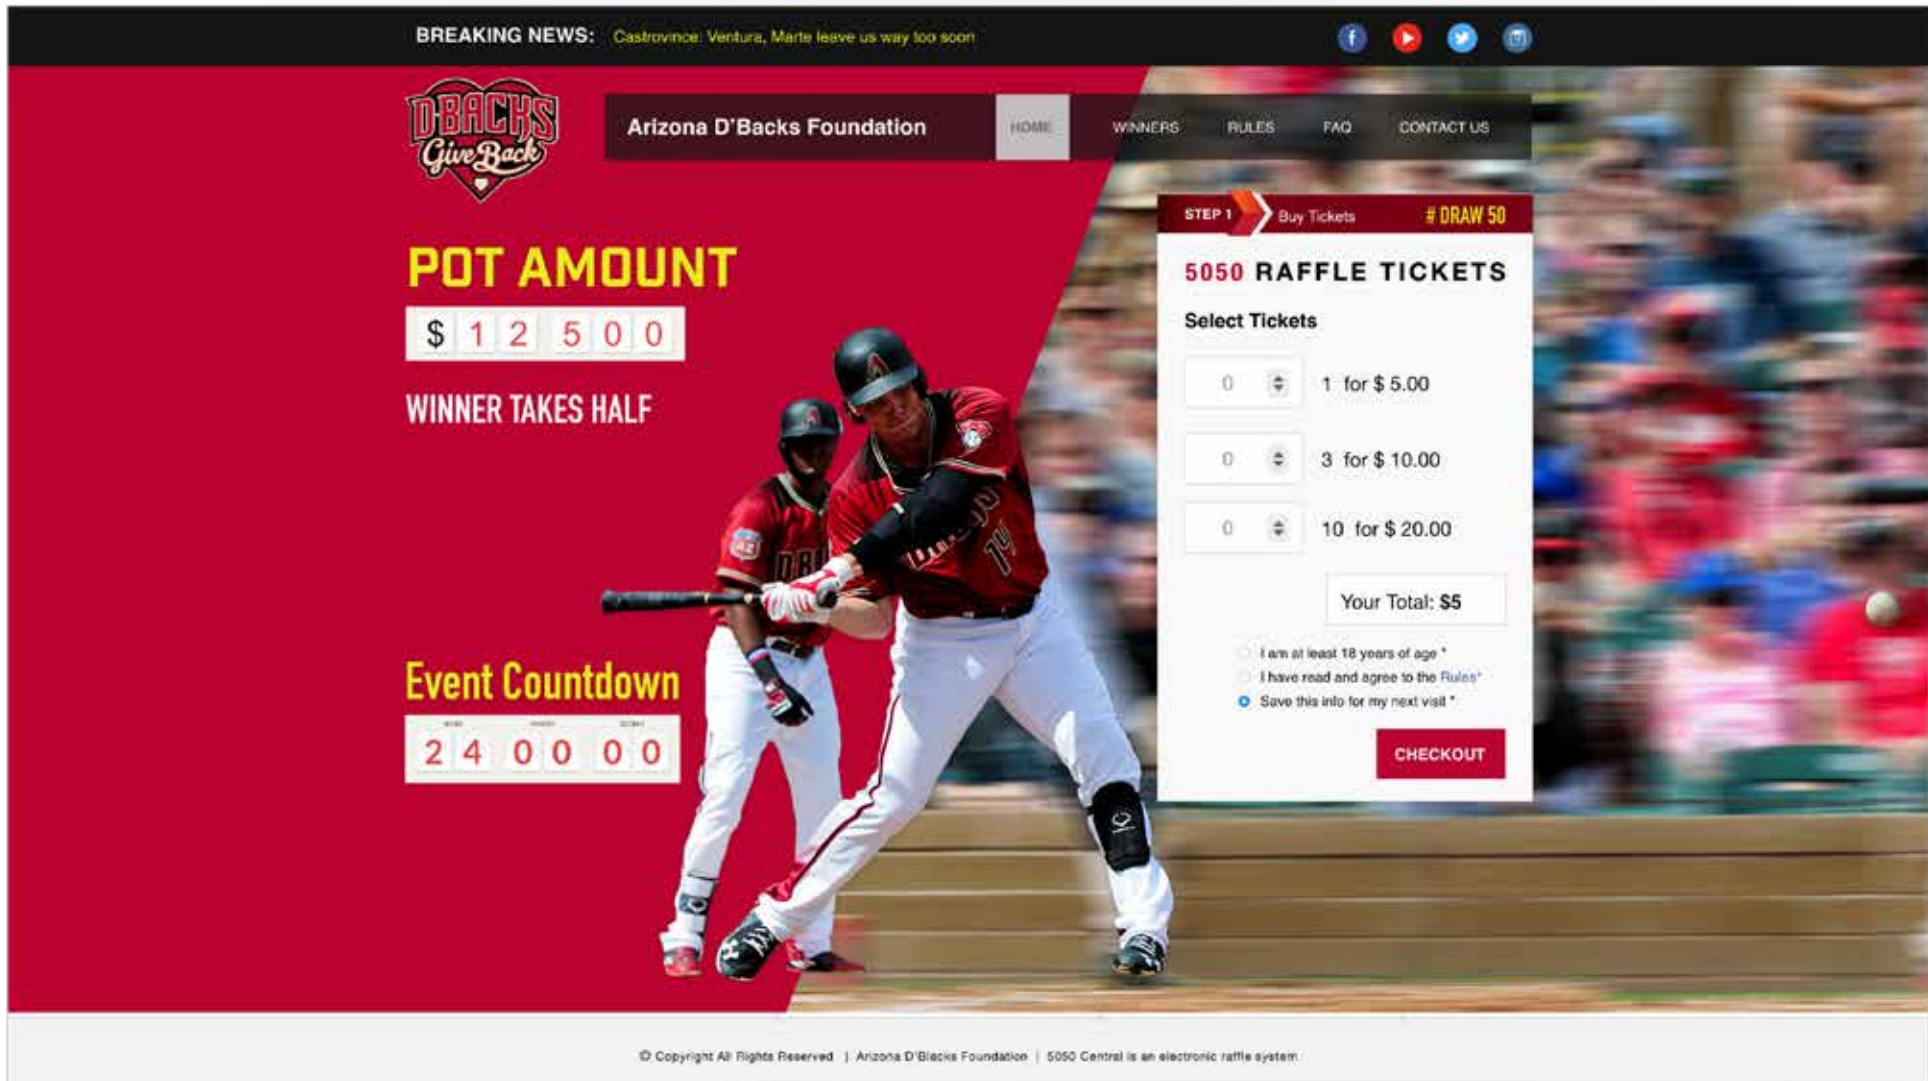 BREAKING NEWS: Castrovince: Ventura, Marte leave us way too soon
D-BACKS
Give Back
Arizona D'Backs Foundation
HOME WINNERS RULES FAQ CONTACT US
STEP 1 Buy Tickets # DRAW 50
POT AMOUNT
$ 1 2 5 0 0
WINNER TAKES HALF
5050 RAFFLE TICKETS
Select Tickets
0 1 for $ 5.00
0 3 for $ 10.00
0 10 for $ 20.00
Your Total: $5
I am at least 18 years of age *
I have read and agree to the Rules*
Save this info for my next visit *
CHECKOUT
14
Event Countdown
2 4 0 0 0 0
© Copyright All Rights Reserved | Arizona D'Backs Foundation | 5050 Central is an electronic raffle system